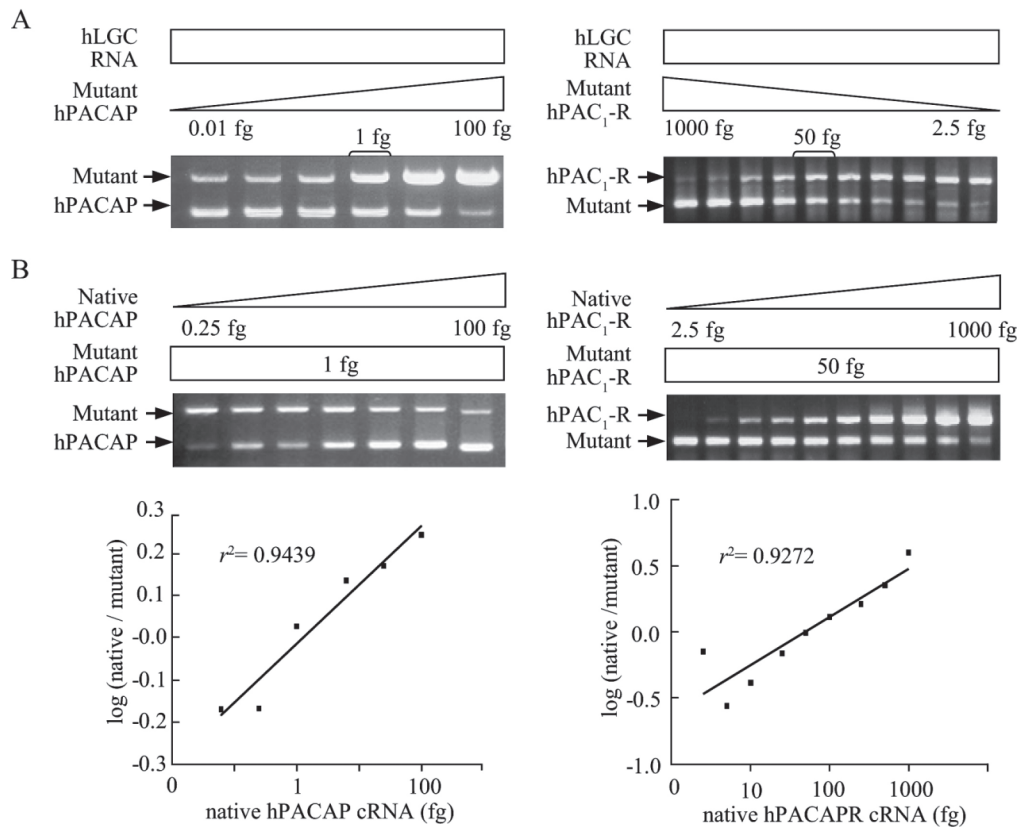 A
hLGC
RNA
Mutant
hPACAP
0.01 fg
1 fg
100 fg
Mutant
hPACAP
hLGC
RNA
Mutant
hPAC₁-R
1000 fg
50 fg
2.5 fg
hPAC₁-R
Mutant
B
Native
hPACAP
0.25 fg
100 fg
Mutant
hPACAP
1 fg
Mutant
hPACAP
Native
hPAC₁-R
2.5 fg
1000 fg
Mutant
hPAC₁-R
50 fg
hPAC₁-R
Mutant
log (native / mutant)
0.3
0.2
0.1
-0.0
-0.1
-0.2
-0.3
r²= 0.9439
0
1
100
native hPACAP cRNA (fg)
log (native /mutant)
1.0
0.5
0.0
-0.5
-1.0
r²= 0.9272
0
10
100
1000
native hPACAPR cRNA (fg)